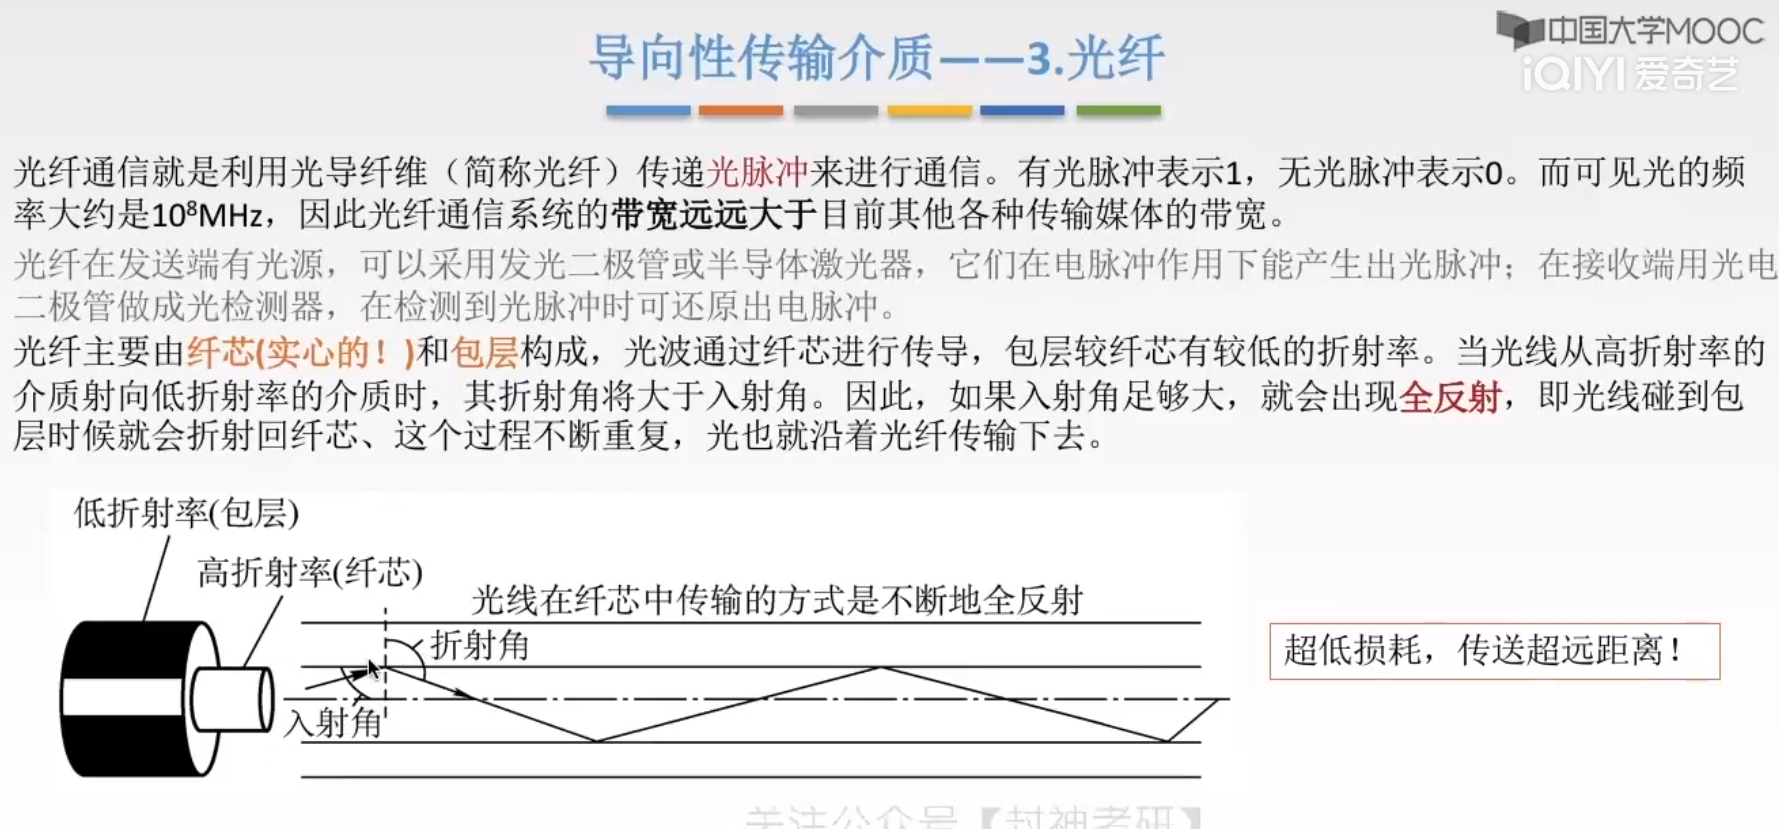 中国大学MOOC
iQIYI 爱奇艺
导向性传输介质——3.光纤
光纤通信就是利用光导纤维（简称光纤）传递光脉冲来进行通信。有光脉冲表示1，无光脉冲表示0。而可见光的频
率大约是10⁸MHz，因此光纤通信系统的带宽远远大于目前其他各种传输媒体的带宽。
光纤在发送端有光源，可以采用发光二极管或半导体激光器，它们在电脉冲作用下能产生出光脉冲；在接收端用光电
二极管做成光检测器，在检测到光脉冲时可还原出电脉冲。
光纤主要由纤芯(实心的！)和包层构成，光波通过纤芯进行传导，包层较纤芯有较低的折射率。当光线从高折射率的
介质射向低折射率的介质时，其折射角将大于入射角。因此，如果入射角足够大，就会出现全反射，即光线碰到包
层时候就会折射回纤芯、这个过程不断重复，光也就沿着光纤传输下去。
低折射率(包层)
高折射率(纤芯)
光线在纤芯中传输的方式是不断地全反射
折射角
超低损耗，传送超远距离！
入射角
关注公众号【封神考研】